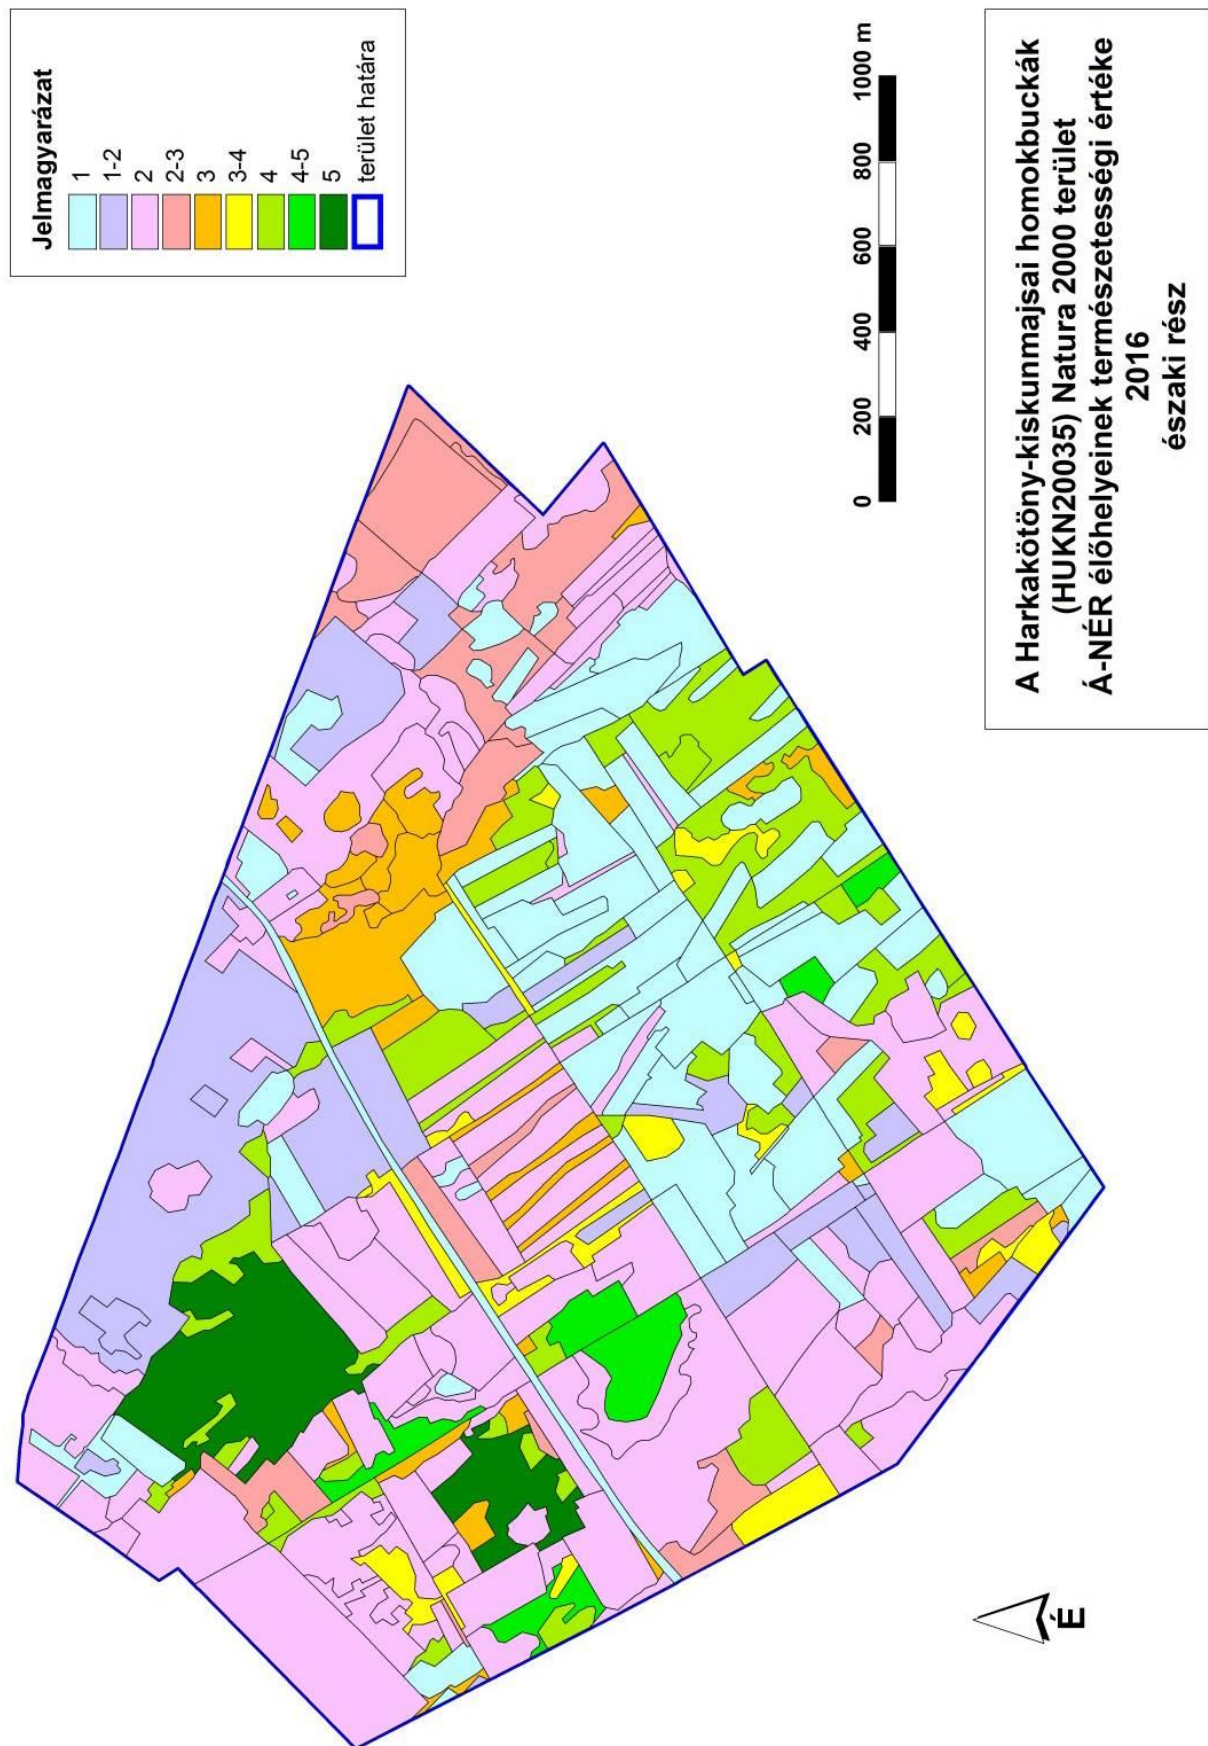 Jelmagyarázat
1
1-2
2
2-3
3
3-4
4
4-5
5
terület határa
0 200 400 600 800 1000 m
A Harkakötöny-kiskunmajsai homokbuckák
(HUKN20035) Natura 2000 terület
Á-NÉR élőhelyeinek természetességi értéke
2016
északi rész
É